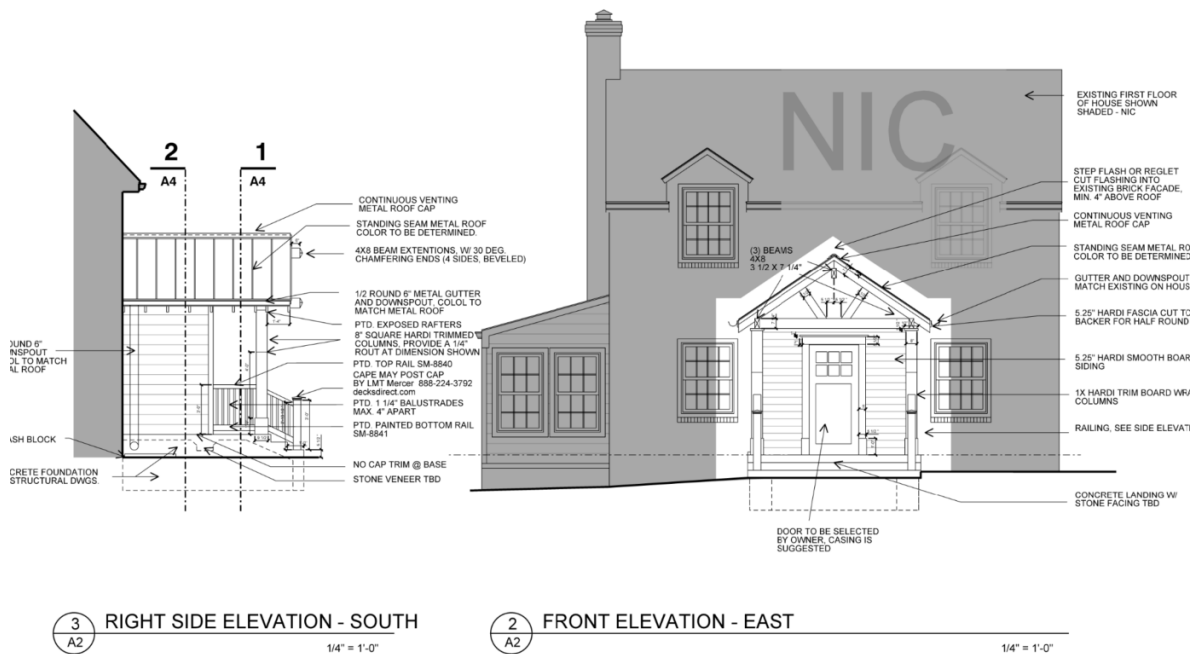 2
A4
1
A4
CONTINUOUS VENTING
METAL ROOF CAP
STANDING SEAM METAL ROOF
COLOR TO BE DETERMINED.
4X8 BEAM EXTENTIONS, W/ 30 DEG.
CHAMFERING ENDS (4 SIDES, BEVELED)
1/2 ROUND 6" METAL GUTTER
AND DOWNSPOUT, COLOL TO
MATCH METAL ROOF
PTD. EXPOSED RAFTERS
8" SQUARE HARDI TRIMMED
COLUMNS, PROVIDE A 1/4"
ROUT AT DIMENSION SHOWN
PTD. TOP RAIL SM-8840
CAPE MAY POST CAP
BY LMT Mercer 888-224-3792
decksdirect.com
PTD. 1 1/4" BALUSTRADES
MAX. 4" APART
PTD. PAINTED BOTTOM RAIL
SM-8841
NO CAP TRIM @ BASE
STONE VENEER TBD
OUND 6"
NSPOUT
OL TO MATCH
AL ROOF
ASH BLOCK
CRETE FOUNDATION
STRUCTURAL DWGS.
NIC
EXISTING FIRST FLOOR
OF HOUSE SHOWN
SHADED - NIC
STEP FLASH OR REGLET
CUT FLASHING INTO
EXISTING BRICK FACADE,
MIN. 4" ABOVE ROOF
CONTINUOUS VENTING
METAL ROOF CAP
STANDING SEAM METAL RO
COLOR TO BE DETERMINED
GUTTER AND DOWNSPOUT
MATCH EXISTING ON HOUS
5.25" HARDI FASCIA CUT TO
BACKER FOR HALF ROUND
5.25" HARDI SMOOTH BOAR
SIDING
1X HARDI TRIM BOARD WRA
COLUMNS
RAILING, SEE SIDE ELEVAT
CONCRETE LANDING W/
STONE FACING TBD
(3) BEAMS
4X8
3 1/2 X 7 1/4"
DOOR TO BE SELECTED
BY OWNER, CASING IS
SUGGESTED
3
A2
RIGHT SIDE ELEVATION - SOUTH
1/4" = 1'-0"
2
A2
FRONT ELEVATION - EAST
1/4" = 1'-0"